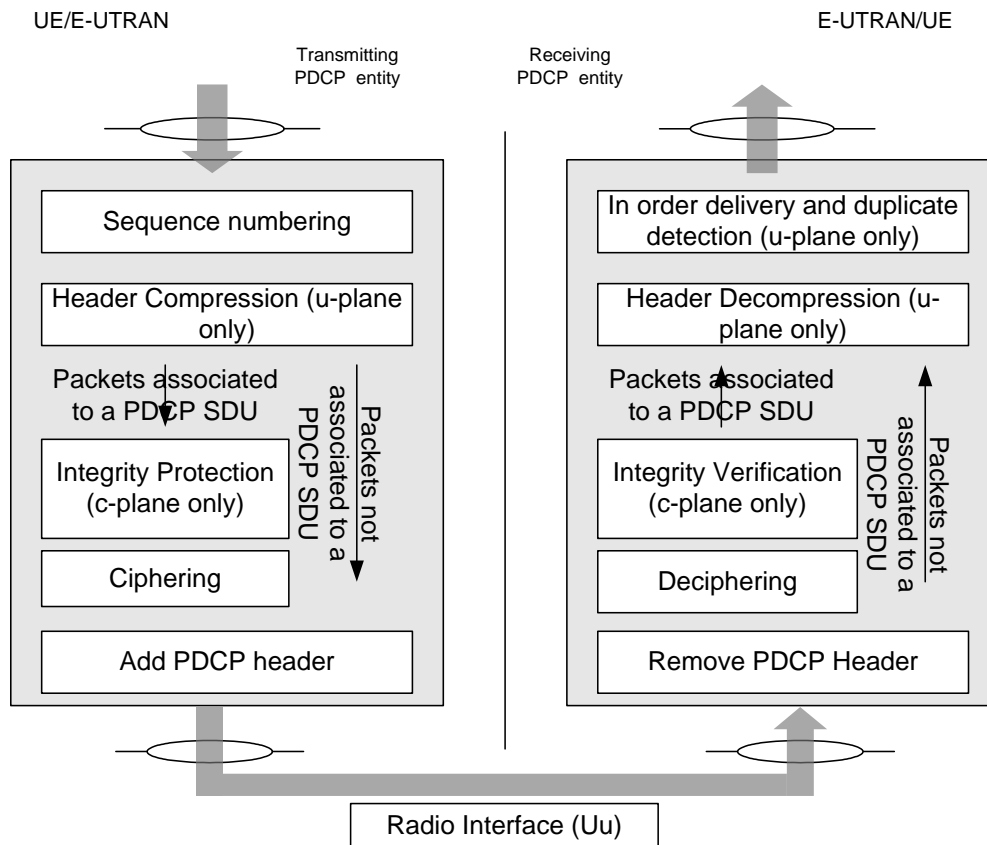 UE/E-UTRAN
E-UTRAN/UE
Transmitting
PDCP entity
Receiving
PDCP entity
Sequence numbering
Header Compression (u-plane
only)
Packets associated
to a PDCP SDU
Packets not
associated to a
PDCP SDU
Integrity Protection
(c-plane only)
Ciphering
Add PDCP header
In order delivery and duplicate
detection (u-plane only)
Header Decompression (u-
plane only)
Packets associated
to a PDCP SDU
Packets not
associated to a
PDCP SDU
Integrity Verification
(c-plane only)
Deciphering
Remove PDCP Header
Radio Interface (Uu)